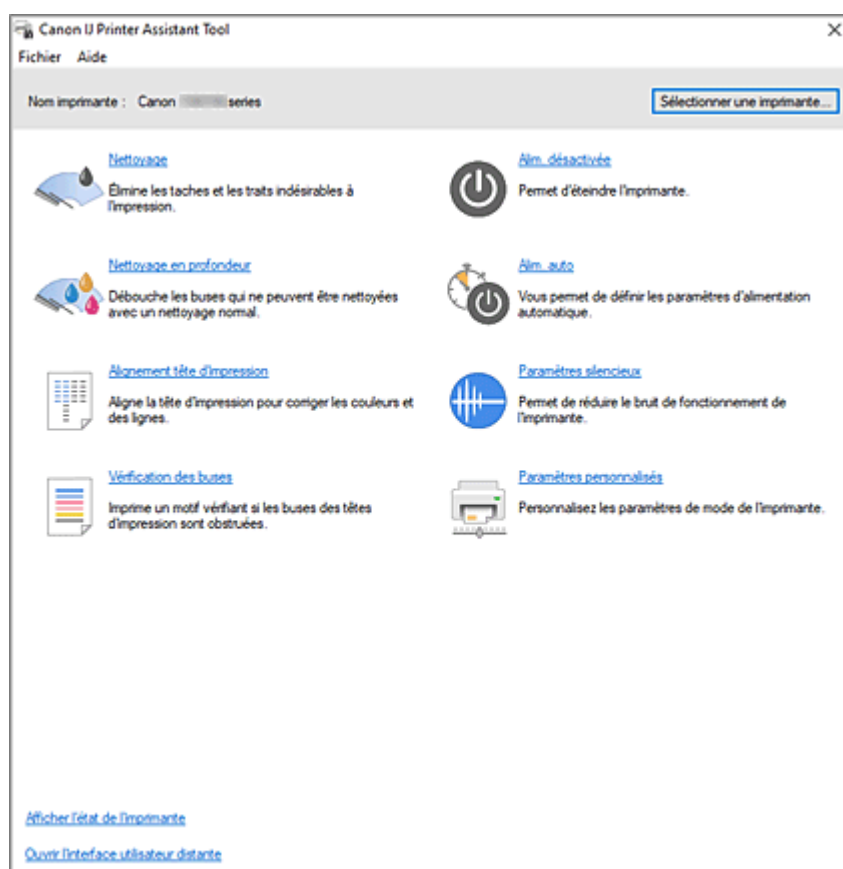 Canon IJ Printer Assistant Tool
Fichier Aide
Nom imprimante : Canon series
Sélectionner une imprimante...
Nettoyage
Élimine les taches et les traits indésirables à
l'impression.
Alim. désactivée
Permet d'éteindre l'imprimante.
Nettoyage en profondeur
Débouche les buses qui ne peuvent être nettoyées
avec un nettoyage normal.
Alim. auto
Vous permet de définir les paramètres d'alimentation
automatique.
Alignement tête d'impression
Aligne la tête d'impression pour corriger les couleurs et
des lignes.
Paramètres silencieux
Permet de réduire le bruit de fonctionnement de
l'imprimante.
Vérification des buses
Imprime un motif vérifiant si les buses des têtes
d'impression sont obstruées.
Paramètres personnalisés
Personnalisez les paramètres de mode de l'imprimante.
Afficher l'état de l'imprimante
Ouvrir l'interface utilisateur distante